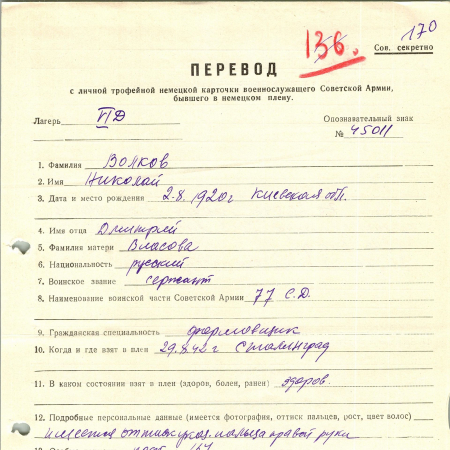 170
136.
Сов. секретно
ПЕРЕВОД
с личной трофейной немецкой карточки военнослужащего Советской Армии,
бывшего в немецком плену.
Лагерь VI Д
Опознавательный знак
№ 45011
1. Фамилия Волков
2. Имя Николай
3. Дата и место рождения 2.8.1920г Киевская обл.
4. Имя отца Дмитрий
5. Фамилия матери Власова
6. Национальность русский
7. Воинское звание сержант
8. Наименование воинской части Советской Армии 77 С.Д.
9. Гражданская специальность формовщик
10. Когда и где взят в плен 29.8.42г Сталинград
11. В каком состоянии взят в плен (здоров, болен, ранен) здоров.
12. Подробные персональные данные (имеется фотография, оттиск пальцев, рост, цвет волос)
имеется оттиск указ. пальца правой руки